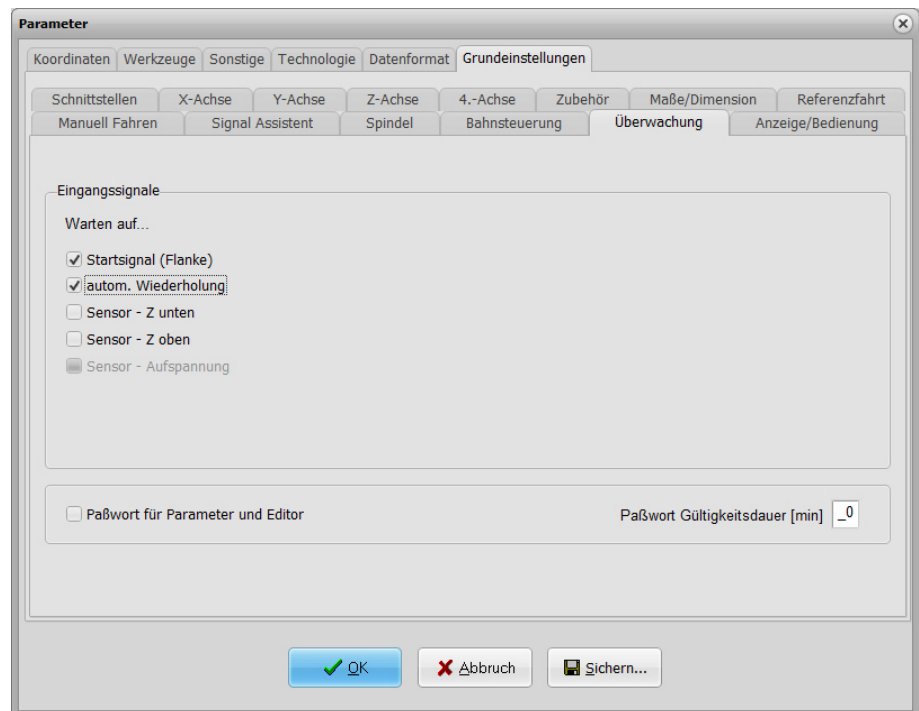 Parameter
Koordinaten Werkzeuge Sonstige Technologie Datenformat Grundeinstellungen
Schnittstellen X-Achse Y-Achse Z-Achse 4.-Achse Zubehör Maße/Dimension Referenzfahrt
Manuell Fahren Signal Assistent Spindel Bahnsteuerung Überwachung Anzeige/Bedienung
Eingangssignale
Warten auf...
Startsignal (Flanke)
autom. Wiederholung
Sensor - Z unten
Sensor - Z oben
Sensor - Aufspannung
Paßwort für Parameter und Editor Paßwort Gültigkeitsdauer [min] _0
OK Abbruch Sichern...